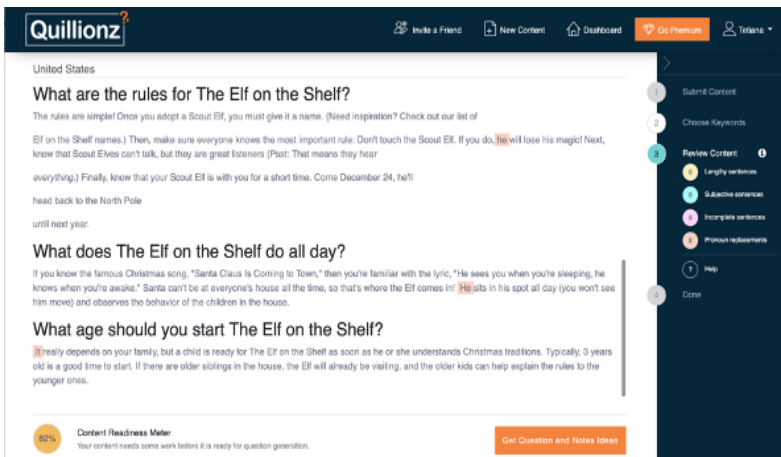 Quillionz?
Invite a Friend
New Content
Dashboard
Go Premium
Tetiana
United States
What are the rules for The Elf on the Shelf?
The rules are simple! Once you adopt a Scout Elf, you must give it a name. (Need inspiration? Check out our list of
Elf on the Shelf names.) Then, make sure everyone knows the most important rule: Don't touch the Scout Elf. If you do, he will lose his magic! Next,
know that Scout Elves can't talk, but they are great listeners (Psst: That means they hear
everything.) Finally, know that your Scout Elf is with you for a short time. Come December 24, he'll
head back to the North Pole
until next year.
What does The Elf on the Shelf do all day?
If you know the famous Christmas song, "Santa Claus Is Coming to Town," then you're familiar with the lyric, "He sees you when you're sleeping, he
knows when you're awake." Santa can't be at everyone's house all the time, so that's where the Elf comes in! He sits in his spot all day (you won't see
him move) and observes the behavior of the children in the house.
What age should you start The Elf on the Shelf?
It really depends on your family, but a child is ready for The Elf on the Shelf as soon as he or she understands Christmas traditions. Typically, 3 years
old is a good time to start. If there are older siblings in the house, the Elf will already be visiting, and the older kids can help explain the rules to the
younger ones.
82%
Content Readiness Meter
Your content needs some work before it is ready for question generation.
Get Question and Notes Ideas
1 Submit Content
2 Choose Keywords
3 Review Content
0 Lengthy sentences
0 Subjective sentences
0 Incomplete sentences
Pronoun replacements
? Help
4 Done